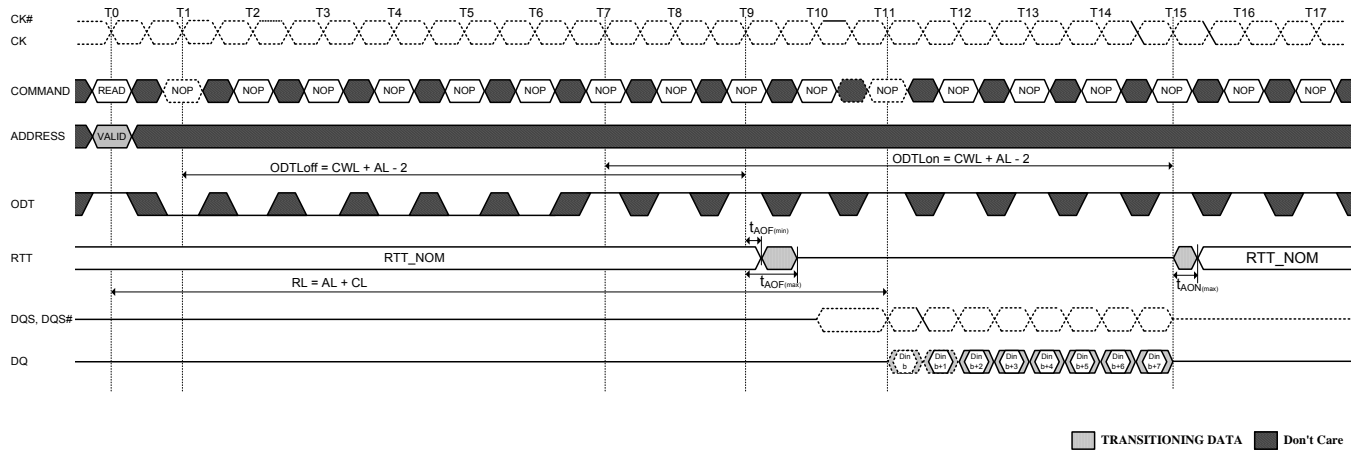 T0 T1 T2 T3 T4 T5 T6 T7 T8 T9 T10 T11 T12 T13 T14 T15 T16 T17
CK#
CK
COMMAND READ NOP NOP NOP NOP NOP NOP NOP NOP NOP NOP NOP NOP NOP NOP NOP NOP NOP
ADDRESS VALID
ODTLoff = CWL + AL - 2 ODTLon = CWL + AL - 2
ODT
tAOF(min)
RTT RTT_NOM RTT_NOM
tAOF(max) tAON(max)
RL = AL + CL
DQS, DQS#
DQ Din b Din b+1 Din b+2 Din b+3 Din b+4 Din b+5 Din b+6 Din b+7
TRANSITIONING DATA Don't Care